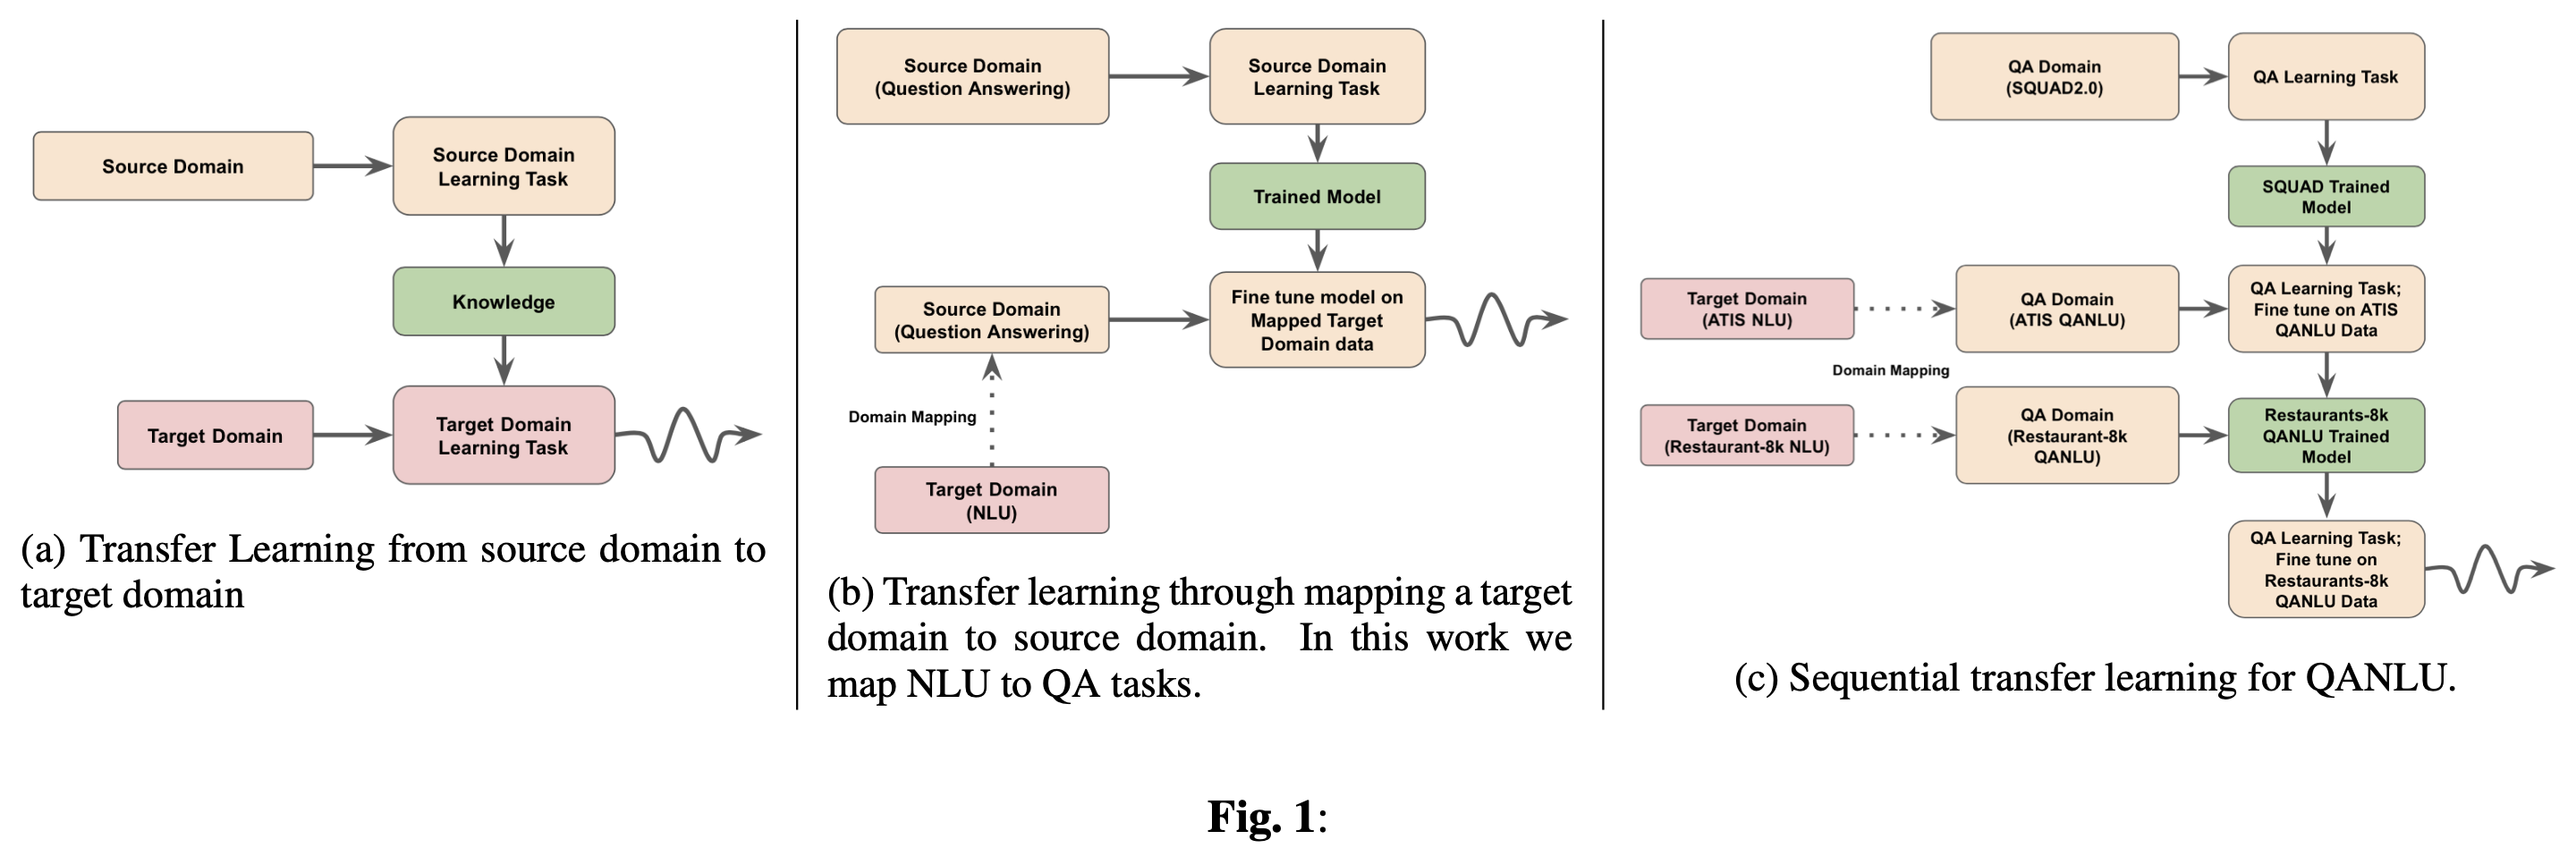 Source Domain
Source Domain
Learning Task
Knowledge
Target Domain
Target Domain
Learning Task
(a) Transfer Learning from source domain to
target domain
Source Domain
(Question Answering)
Source Domain
Learning Task
Trained Model
Source Domain
(Question Answering)
Fine tune model on
Mapped Target
Domain data
Domain Mapping
Target Domain
(NLU)
(b) Transfer learning through mapping a target
domain to source domain. In this work we
map NLU to QA tasks.
QA Domain
(SQUAD2.0)
QA Learning Task
SQUAD Trained
Model
Target Domain
(ATIS NLU)
QA Domain
(ATIS QANLU)
QA Learning Task;
Fine tune on ATIS
QANLU Data
Domain Mapping
Target Domain
(Restaurant-8k NLU)
QA Domain
(Restaurant-8k
QANLU)
Restaurants-8k
QANLU Trained
Model
QA Learning Task;
Fine tune on
Restaurants-8k
QANLU Data
(c) Sequential transfer learning for QANLU.
Fig. 1: